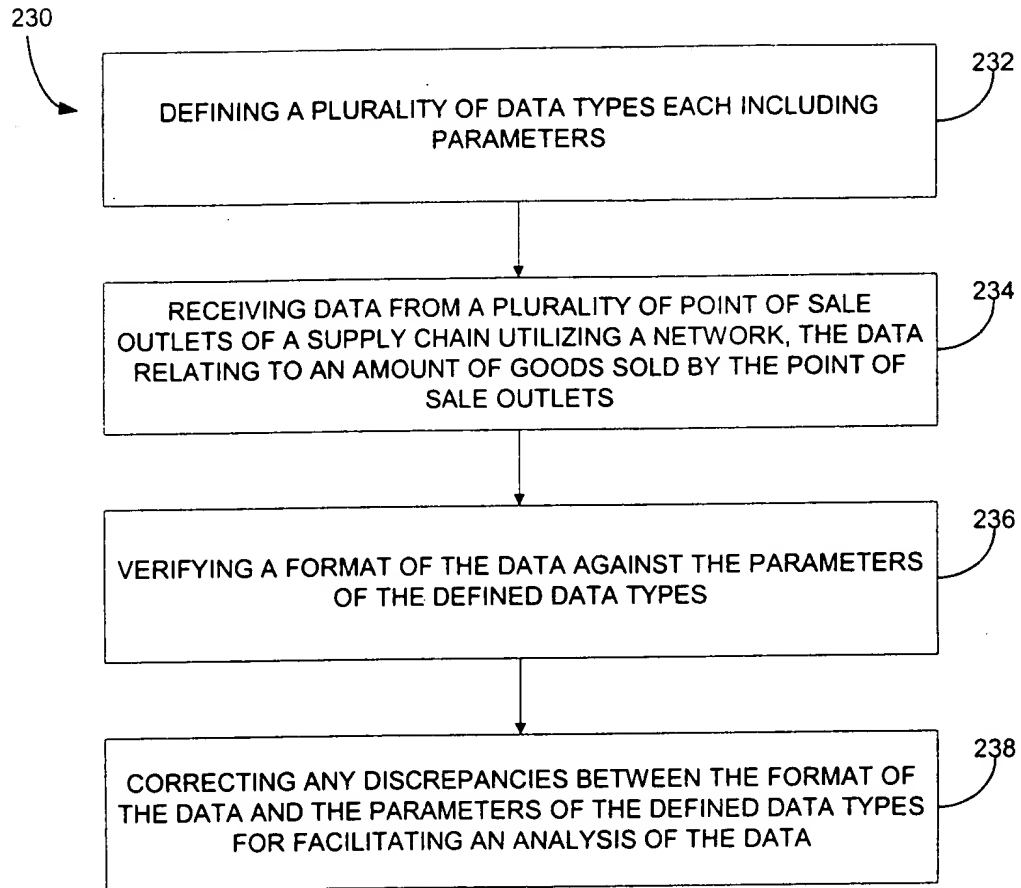 230
232
DEFINING A PLURALITY OF DATA TYPES EACH INCLUDING
PARAMETERS
234
RECEIVING DATA FROM A PLURALITY OF POINT OF SALE
OUTLETS OF A SUPPLY CHAIN UTILIZING A NETWORK, THE DATA
RELATING TO AN AMOUNT OF GOODS SOLD BY THE POINT OF
SALE OUTLETS
236
VERIFYING A FORMAT OF THE DATA AGAINST THE PARAMETERS
OF THE DEFINED DATA TYPES
238
CORRECTING ANY DISCREPANCIES BETWEEN THE FORMAT OF
THE DATA AND THE PARAMETERS OF THE DEFINED DATA TYPES
FOR FACILITATING AN ANALYSIS OF THE DATA